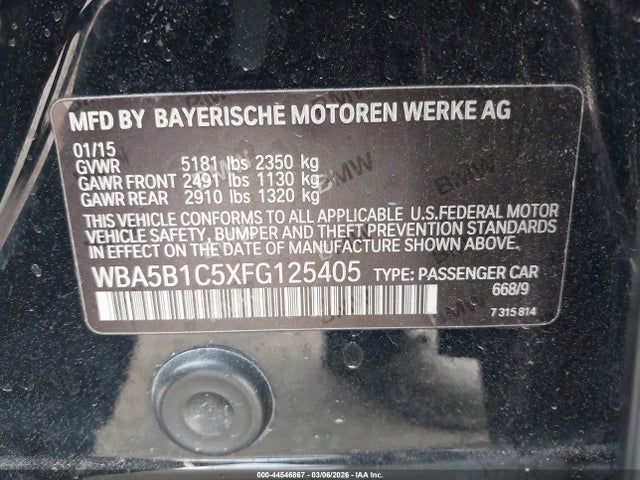 MFD BY BAYERISCHE MOTOREN WERKE AG
01/15
GVWR 5181 lbs 2350 kg
GAWR FRONT 2491 lbs 1130 kg
GAWR REAR 2910 lbs 1320 kg
THIS VEHICLE CONFORMS TO ALL APPLICABLE U.S.FEDERAL MOTOR
VEHICLE SAFETY, BUMPER AND THEFT PREVENTION STANDARDS
IN EFFECT ON THE DATE OF MANUFACTURE SHOWN ABOVE.
WBA5B1C5XFG125405 TYPE: PASSENGER CAR
668/9
7 315 814
000-44546867 | 03/06/2026 - IAA Inc.